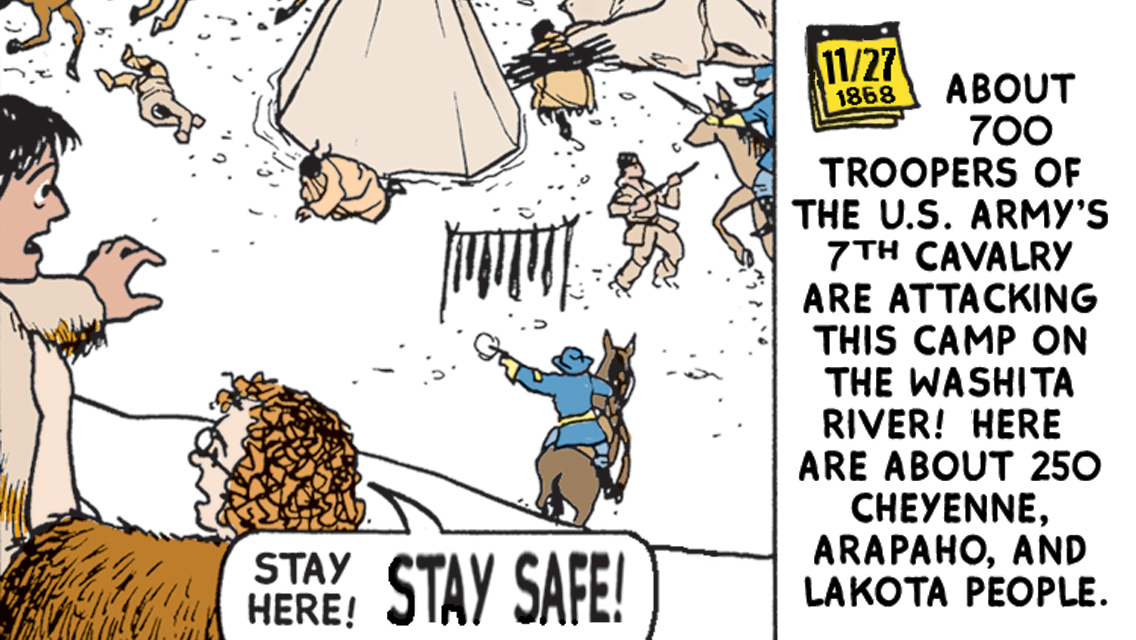 11/27
1868
ABOUT
700
TROOPERS OF
THE U.S. ARMY'S
7TH CAVALRY
ARE ATTACKING
THIS CAMP ON
THE WASHITA
RIVER! HERE
ARE ABOUT 250
CHEYENNE,
ARAPAHO, AND
LAKOTA PEOPLE.
STAY
HERE!
STAY SAFE!